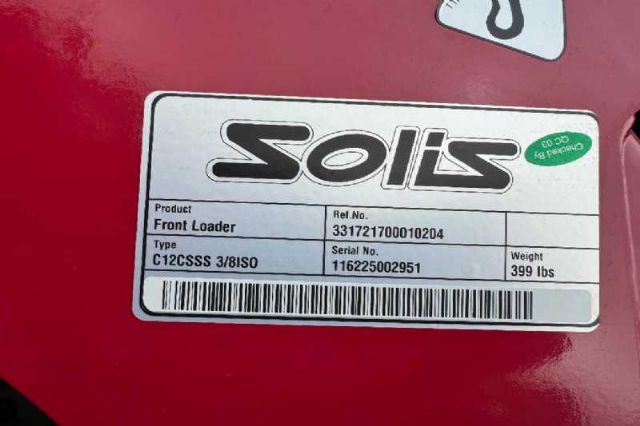 Solis
Checked By
QC 03
Product
Front Loader
Ref.No.
331721700010204
Type
C12CSSS 3/8ISO
Serial No.
116225002951
Weight
399 lbs